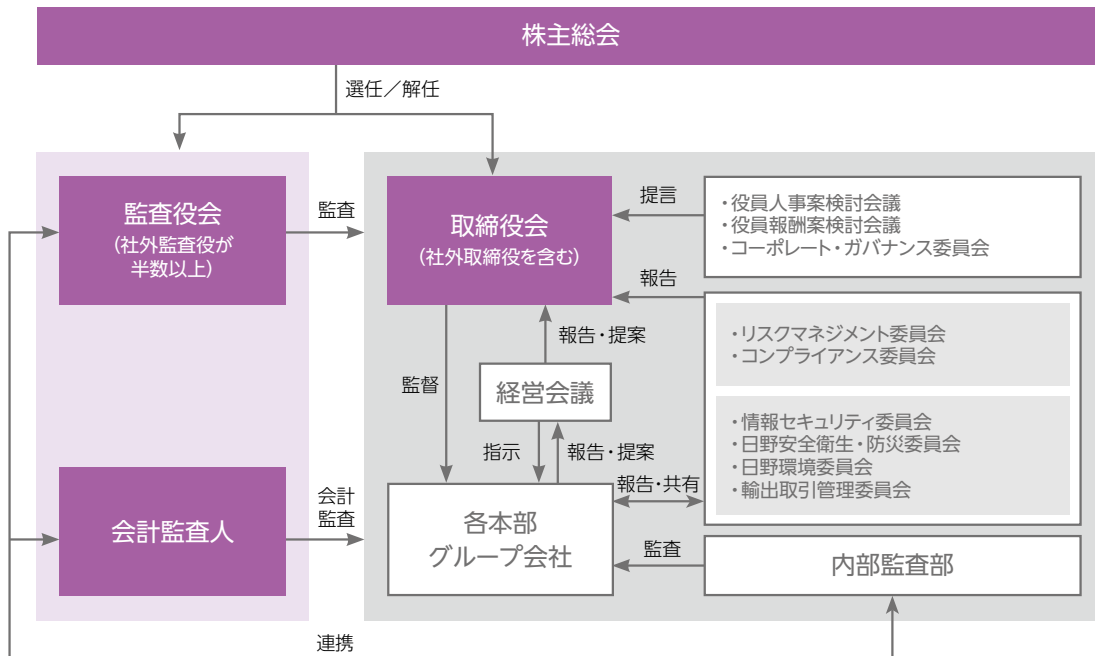 株主総会
選任／解任
監査役会
（社外監査役が
半数以上）
監査
取締役会
（社外取締役を含む）
提言
・役員人事案検討会議
・役員報酬案検討会議
・コーポレート・ガバナンス委員会
報告
・リスクマネジメント委員会
・コンプライアンス委員会
報告・提案
監督
経営会議
・情報セキュリティ委員会
・日野安全衛生・防災委員会
・日野環境委員会
・輸出取引管理委員会
指示
報告・提案
報告・共有
会計監査人
会計
監査
各本部
グループ会社
監査
内部監査部
連携